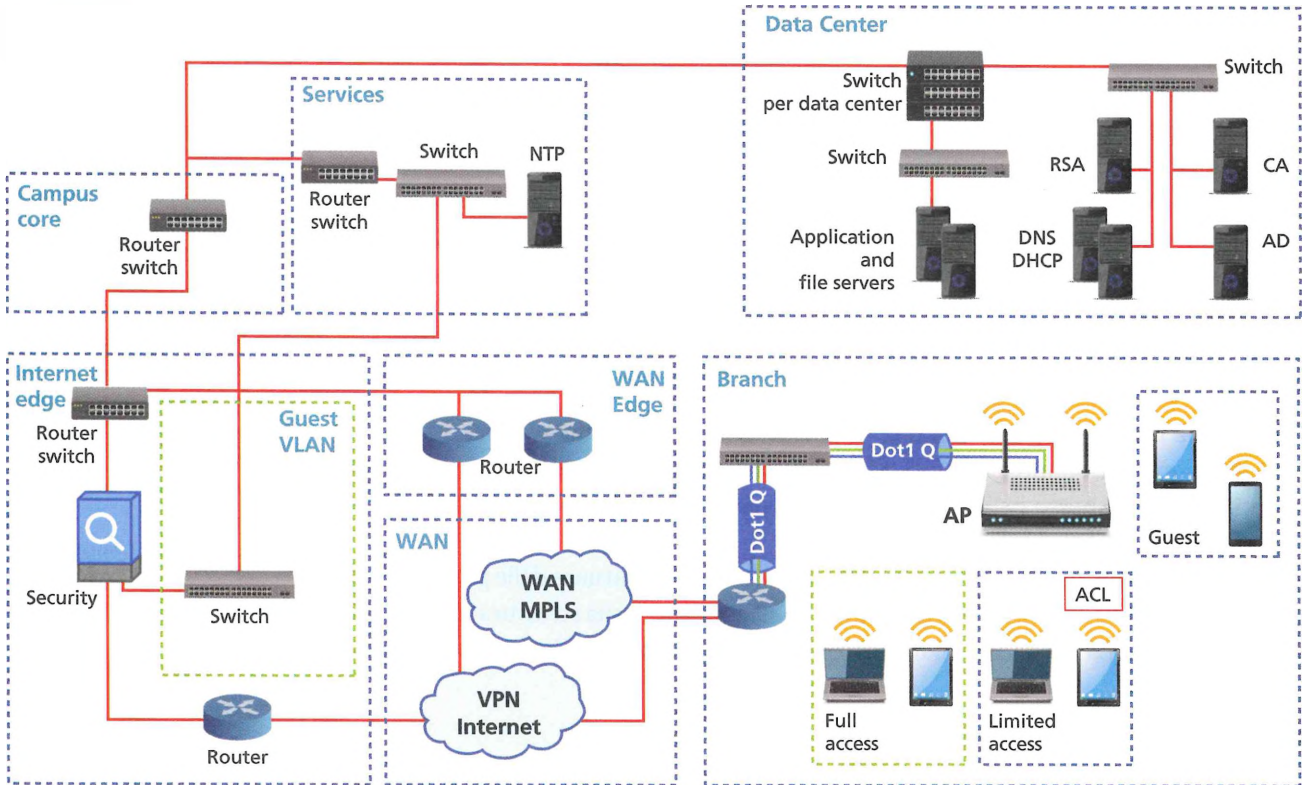 Data Center
Switch
per data center
Switch
Switch
RSA
CA
Application
and
file servers
DNS
DHCP
AD
Services
Switch
NTP
Router
switch
Campus
core
Router
switch
Internet
edge
Router
switch
Guest
VLAN
Security
Switch
Router
WAN
Edge
Router
WAN
WAN
MPLS
VPN
Internet
Branch
Dot1 Q
Dot1 Q
AP
Guest
ACL
Full
access
Limited
access